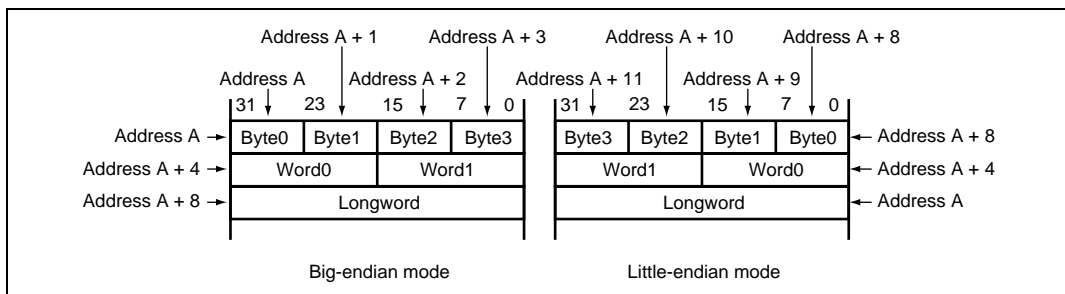 Address A + 1 Address A + 3 Address A + 10 Address A + 8
Address A Address A + 2 Address A + 11 Address A + 9
31 23 15 7 0 31 23 15 7 0
Address A Byte0 Byte1 Byte2 Byte3 Byte3 Byte2 Byte1 Byte0 Address A + 8
Address A + 4 Word0 Word1 Word1 Word0 Address A + 4
Address A + 8 Longword Longword Address A
Big-endian mode Little-endian mode